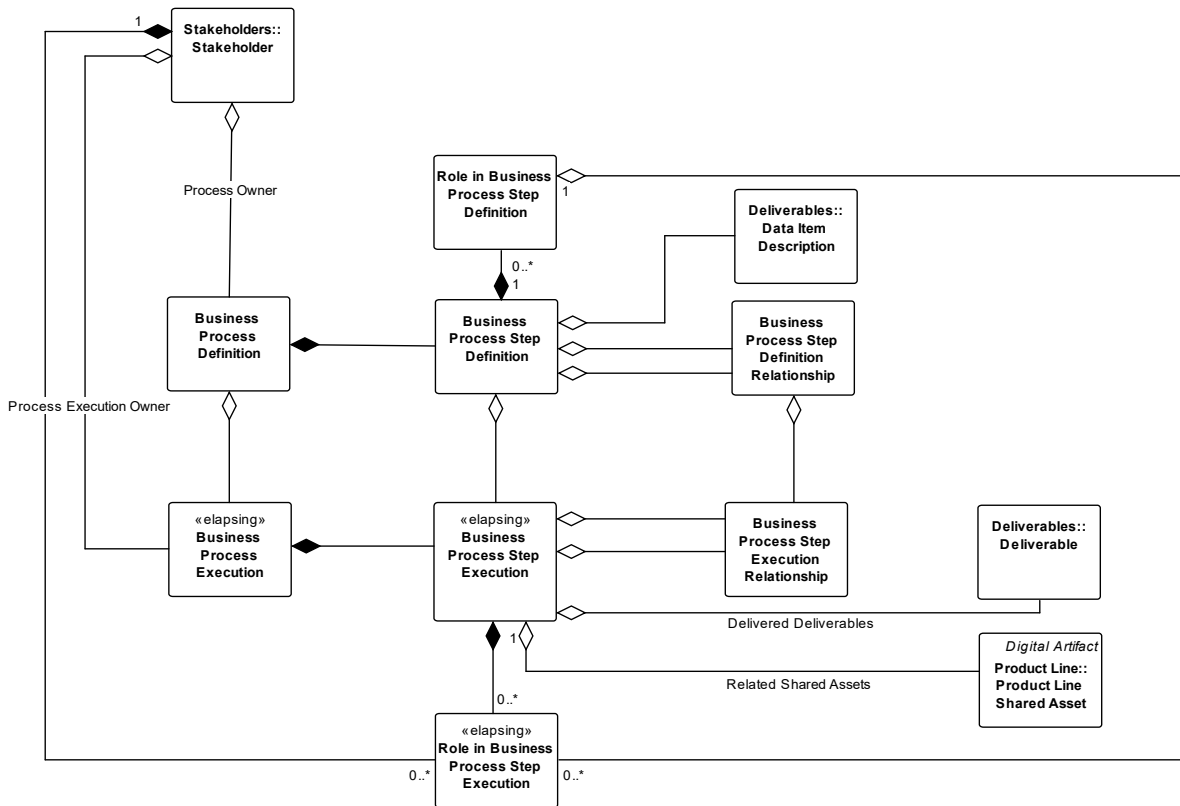 1
Stakeholders::
Stakeholder
Process Owner
Role in Business
Process Step
Definition
1
Deliverables::
Data Item
Description
0..*
1
Business
Process
Definition
Business
Process Step
Definition
Business
Process Step
Definition
Relationship
Process Execution Owner
«elapsing»
Business
Process
Execution
«elapsing»
Business
Process Step
Execution
Business
Process Step
Execution
Relationship
Deliverables::
Deliverable
Delivered Deliverables
1
Digital Artifact
Product Line::
Product Line
Shared Asset
Related Shared Assets
0..*
«elapsing»
Role in Business
Process Step
Execution
0..*
0..*